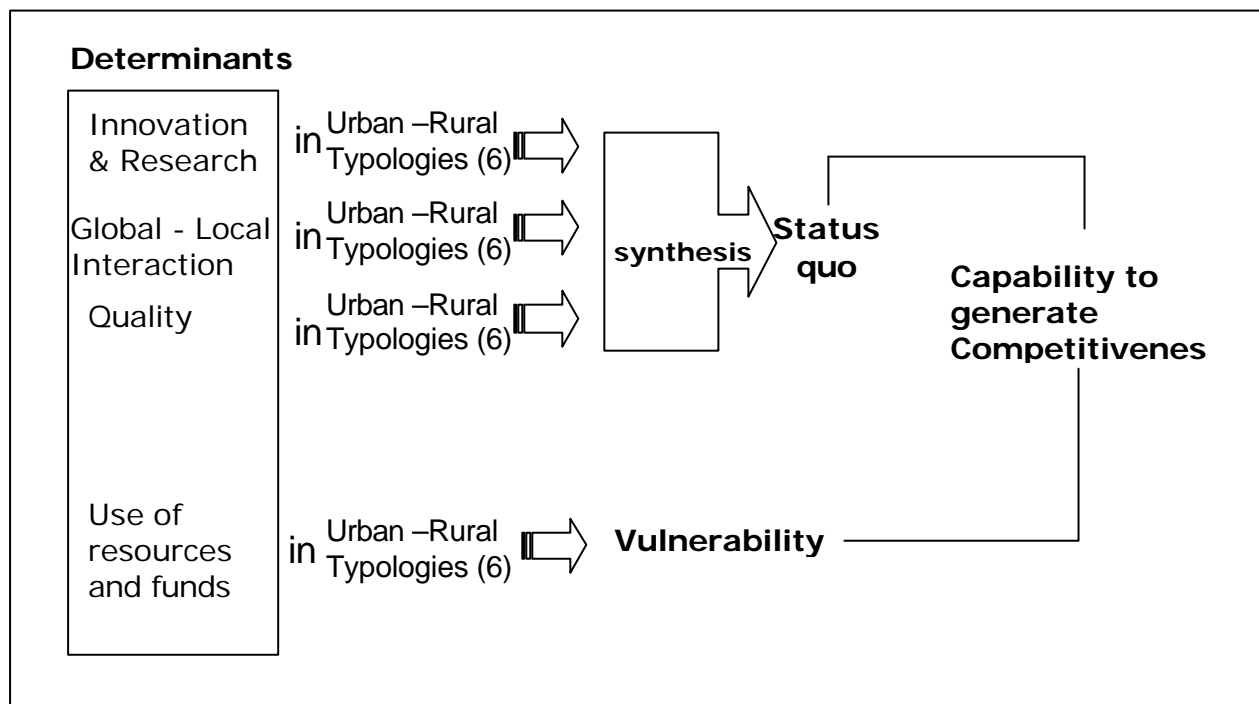 Determinants
Innovation
& Research
in
Urban –Rural
Typologies (6)
Global - Local
Interaction
in
Urban –Rural
Typologies (6)
Quality
in
Urban –Rural
Typologies (6)
synthesis
Status
quo
Capability to
generate
Competitivenes
Use of
resources
and funds
in
Urban –Rural
Typologies (6)
Vulnerability